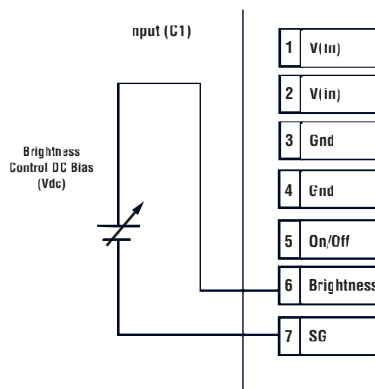 nput (C1)
1 V(in)
2 V(in)
3 Gnd
4 Gnd
5 On/Off
6 Brightness
7 SG
Brightness
Control DC Bias
(Vdc)